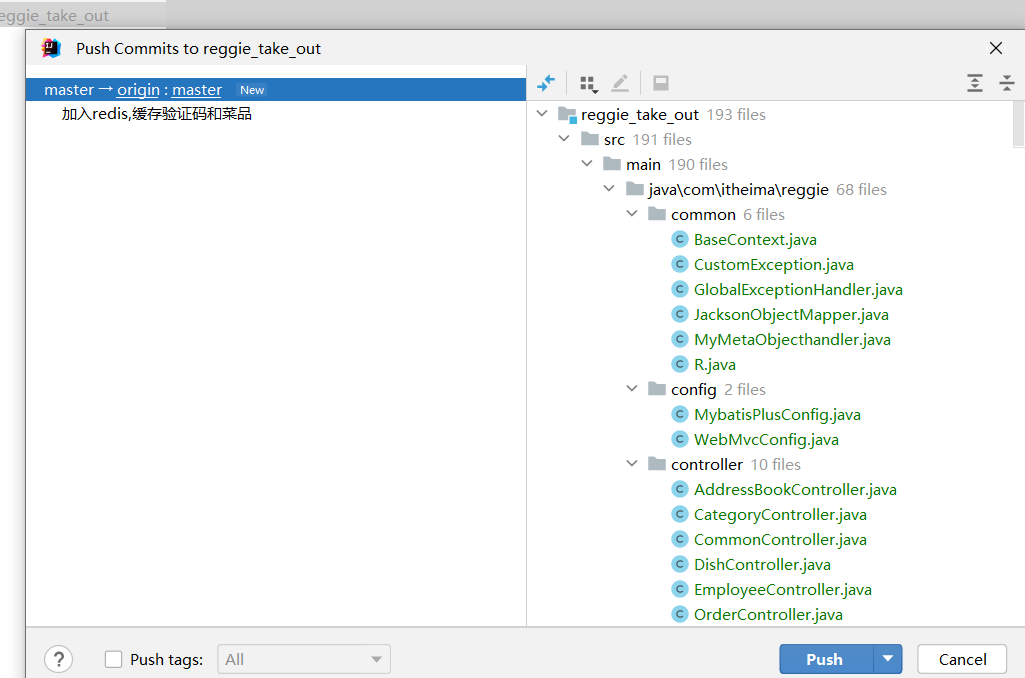 eggie_take_out
Push Commits to reggie_take_out
master → origin : master New
加入redis,缓存验证码和菜品
reggie_take_out 193 files
src 191 files
main 190 files
java\com\itheima\reggie 68 files
common 6 files
BaseContext.java
CustomException.java
GlobalExceptionHandler.java
JacksonObjectMapper.java
MyMetaObjecthandler.java
R.java
config 2 files
MybatisPlusConfig.java
WebMvcConfig.java
controller 10 files
AddressBookController.java
CategoryController.java
CommonController.java
DishController.java
EmployeeController.java
OrderController.java
? Push tags: All Push Cancel